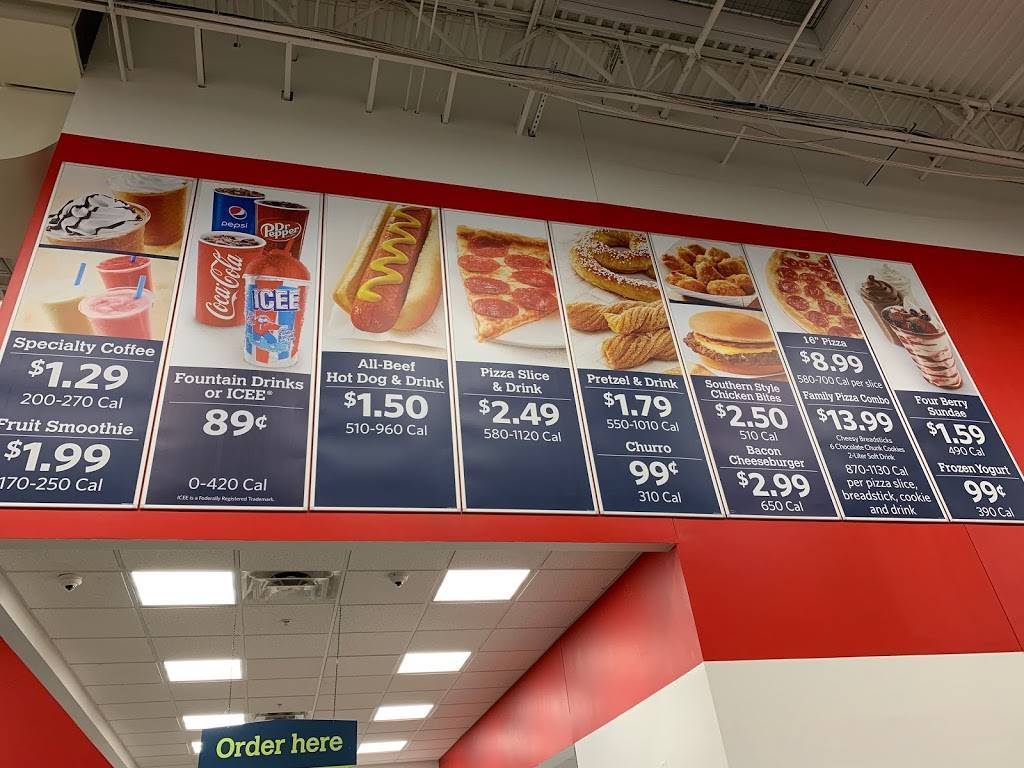 pepsi
Dr
Pepper
Coca-Cola
ICEE
Specialty Coffee
$1.29
200-270 Cal
Fruit Smoothie
$1.99
170-250 Cal
Fountain Drinks
or ICEE®
89¢
0-420 Cal
ICEE is a Federally Registered Trademark.
All-Beef
Hot Dog & Drink
$1.50
510-960 Cal
Pizza Slice
& Drink
$2.49
580-1120 Cal
Pretzel & Drink
$1.79
550-1010 Cal
Churro
99¢
310 Cal
Southern Style
Chicken Bites
$2.50
510 Cal
Bacon
Cheeseburger
$2.99
650 Cal
16" Pizza
$8.99
580-700 Cal per slice
Family Pizza Combo
$13.99
Cheesy Breadsticks
6 Chocolate Chunk Cookies
2-Liter Soft Drink
870-1130 Cal
per pizza slice,
breadstick, cookie
and drink
Four Berry
Sundae
$1.59
490 Cal
Frozen Yogurt
99¢
390 Cal
Order here